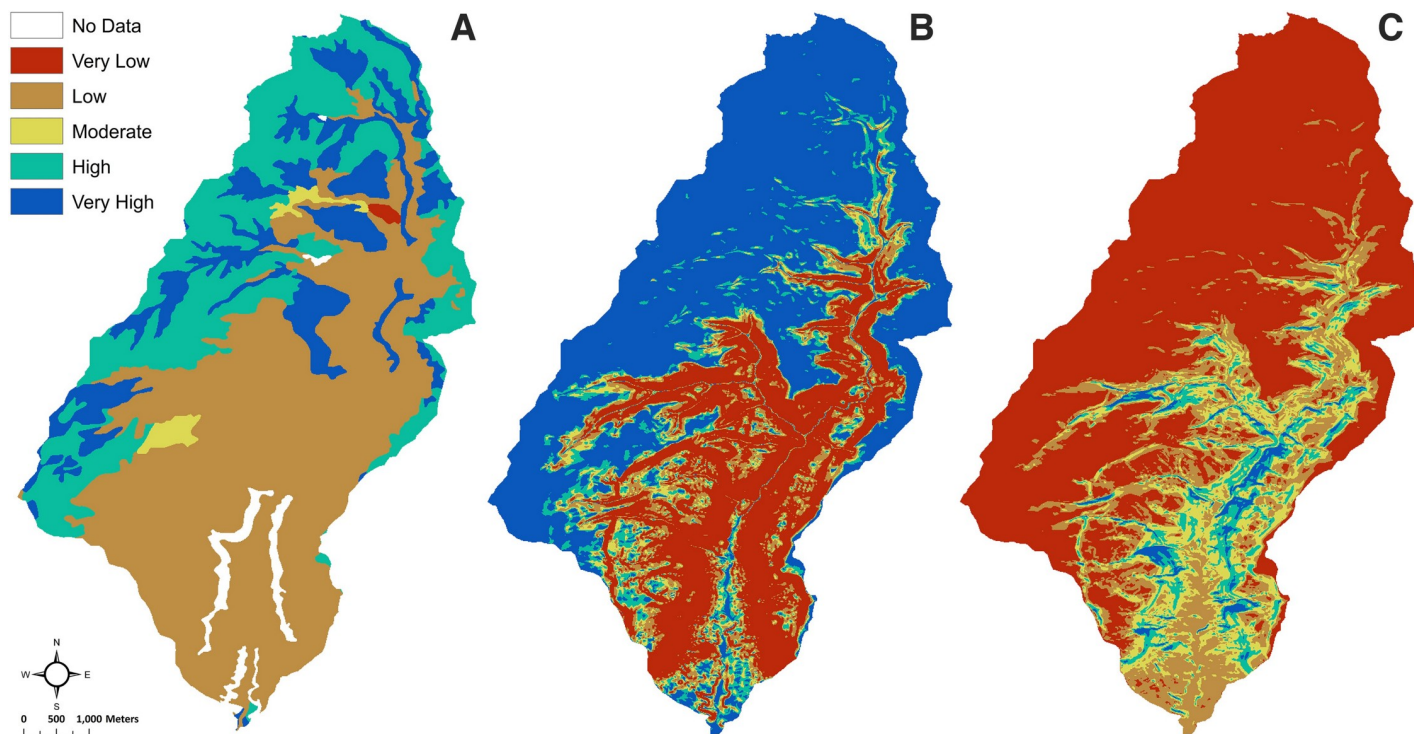 No Data
Very Low
Low
Moderate
High
Very High
A
B
C
N
W E
S
0 500 1,000 Meters